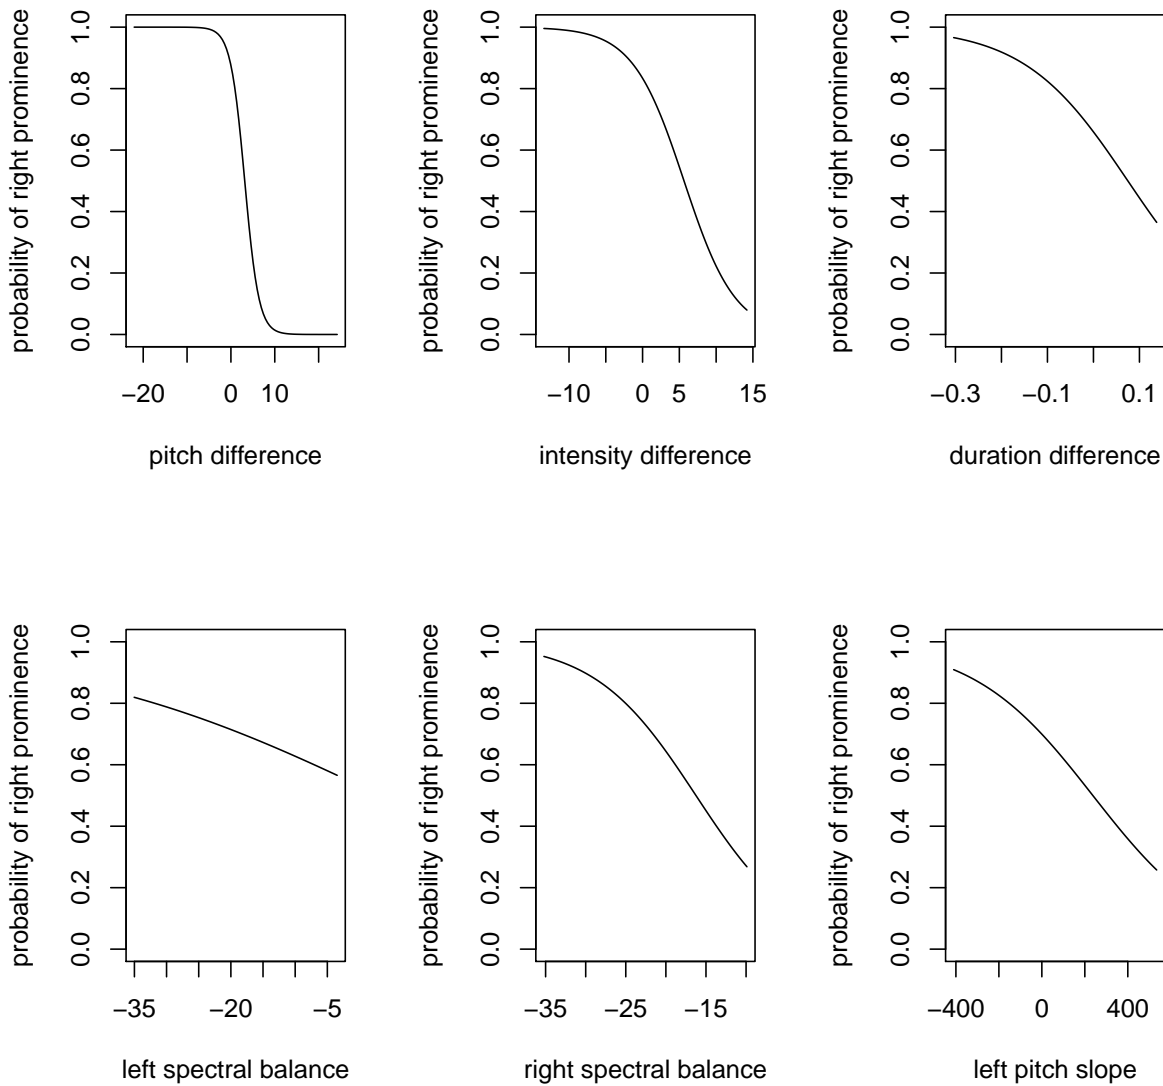 probability of right prominence
0.0 0.2 0.4 0.6 0.8 1.0
−20 0 10
pitch difference
probability of right prominence
0.0 0.2 0.4 0.6 0.8 1.0
−10 0 5 15
intensity difference
probability of right prominence
0.0 0.2 0.4 0.6 0.8 1.0
−0.3 −0.1 0.1
duration difference
probability of right prominence
0.0 0.2 0.4 0.6 0.8 1.0
−35 −20 −5
left spectral balance
probability of right prominence
0.0 0.2 0.4 0.6 0.8 1.0
−35 −25 −15
right spectral balance
probability of right prominence
0.0 0.2 0.4 0.6 0.8 1.0
−400 0 400
left pitch slope